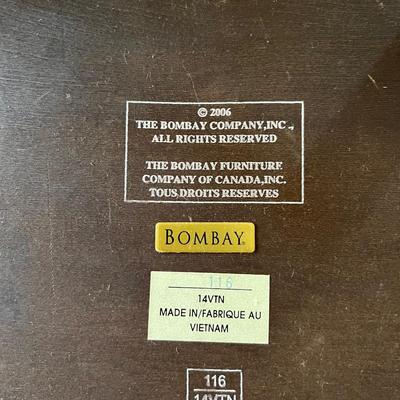 © 2006
THE BOMBAY COMPANY,INC .,
ALL RIGHTS RESERVED
THE BOMBAY FURNITURE
COMPANY OF CANADA,INC.
TOUS DROITS RESERVES
BOMBAY
116
14VTN
MADE IN/FABRIQUE AU
VIETNAM
116
14VTN